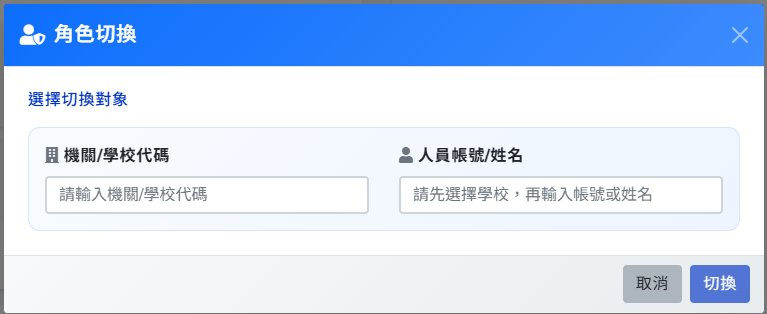 角色切換
選擇切換對象
機關/學校代碼
人員帳號/姓名
請輸入機關/學校代碼
請先選擇學校，再輸入帳號或姓名
取消
切換